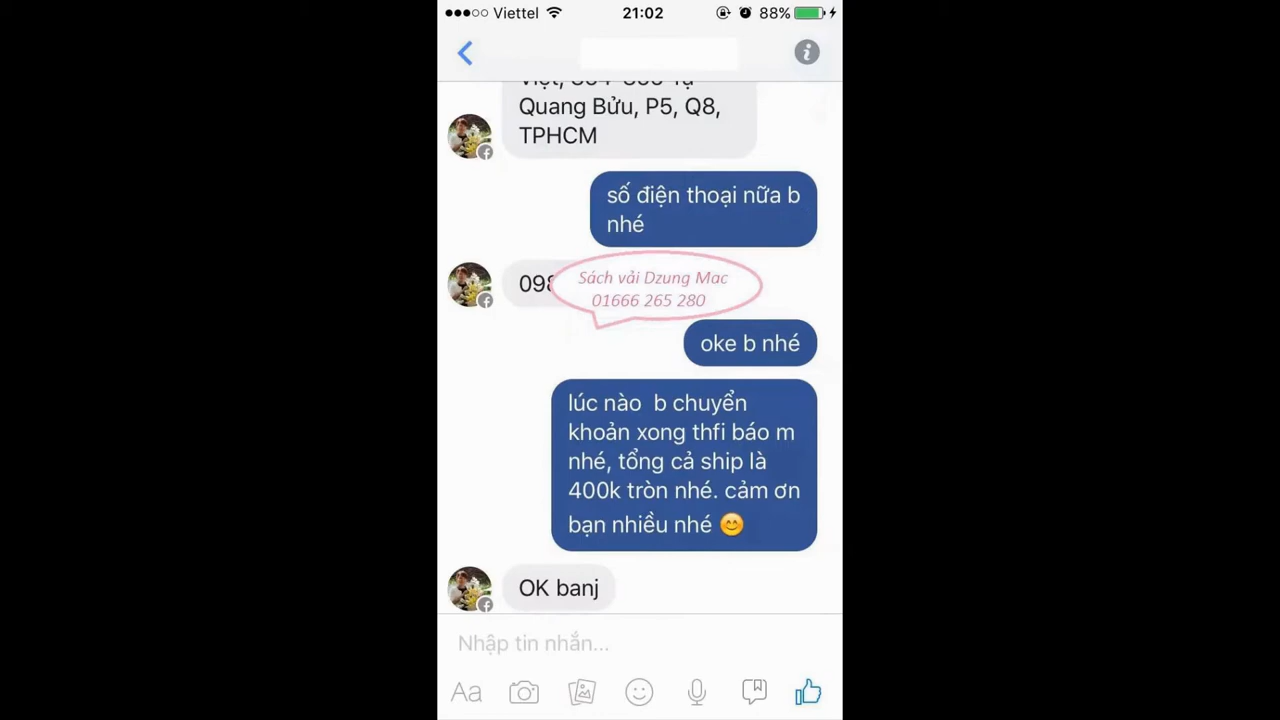 Viettel
21:02
88%
Quang Bửu, P5, Q8,
TPHCM
số điện thoại nữa b
nhé
098
Sách vải Dzung Mac
01666 265 280
oke b nhé
lúc nào b chuyển
khoản xong thfi báo m
nhé, tổng cả ship là
400k tròn nhé. cảm ơn
bạn nhiều nhé 😊
OK banj
Nhập tin nhắn...
Aa